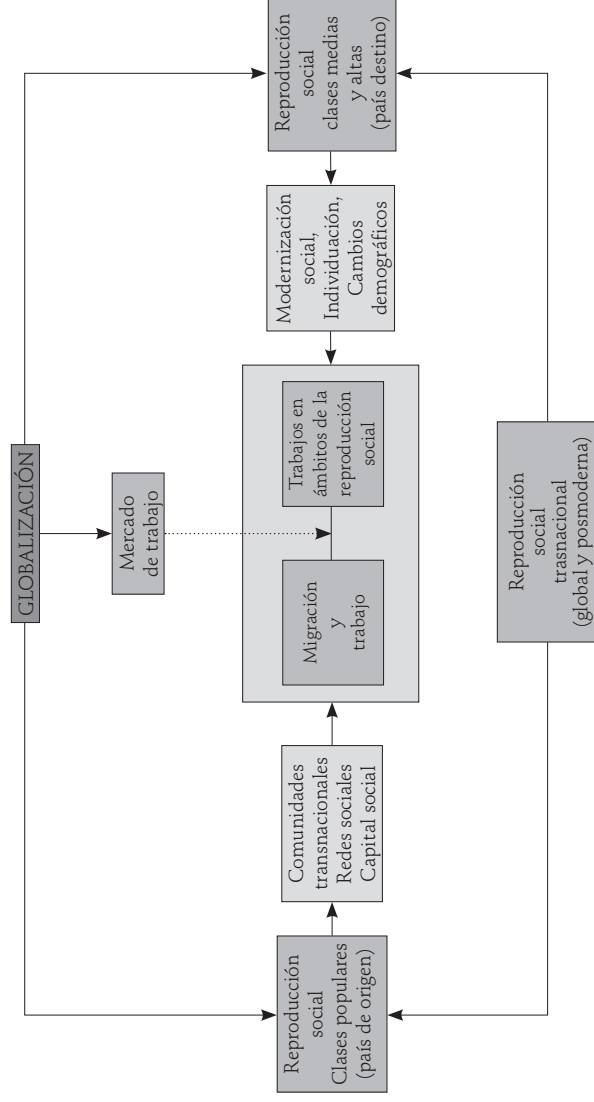 GLOBALIZACIÓN
Mercado
de trabajo
Reproducción
social
Clases populares
(país de origen)
Comunidades
transnacionales
Redes sociales
Capital social
Migración
y
trabajo
Trabajos en
ámbitos de la
reproducción
social
Modernización
social,
Individuación,
Cambios
demográficos
Reproducción
social
clases medias
y altas
(país destino)
Reproducción
social
trasnacional
(global y posmoderna)